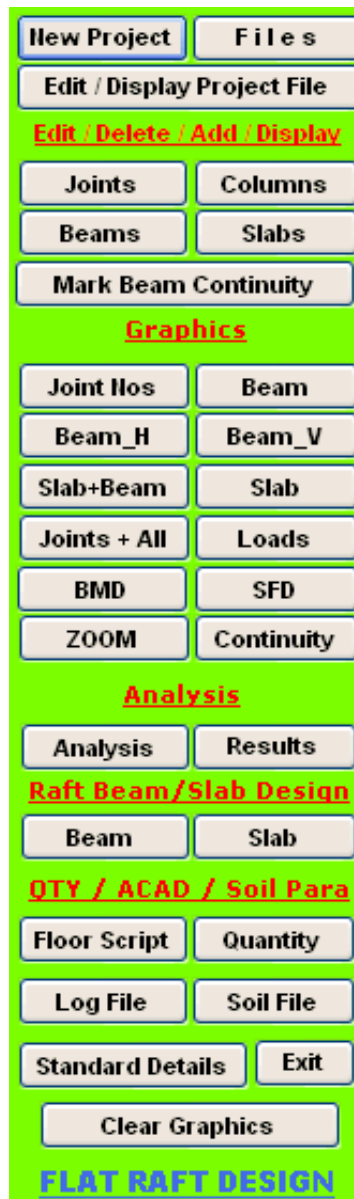 New Project Files
Edit / Display Project File
Edit / Delete / Add / Display
Joints Columns
Beams Slabs
Mark Beam Continuity
Graphics
Joint Nos Beam
Beam_H Beam_V
Slab+Beam Slab
Joints + All Loads
BMD SFD
ZOOM Continuity
Analysis
Analysis Results
Raft Beam/Slab Design
Beam Slab
QTY / ACAD / Soil Para
Floor Script Quantity
Log File Soil File
Standard Details Exit
Clear Graphics
FLAT RAFT DESIGN